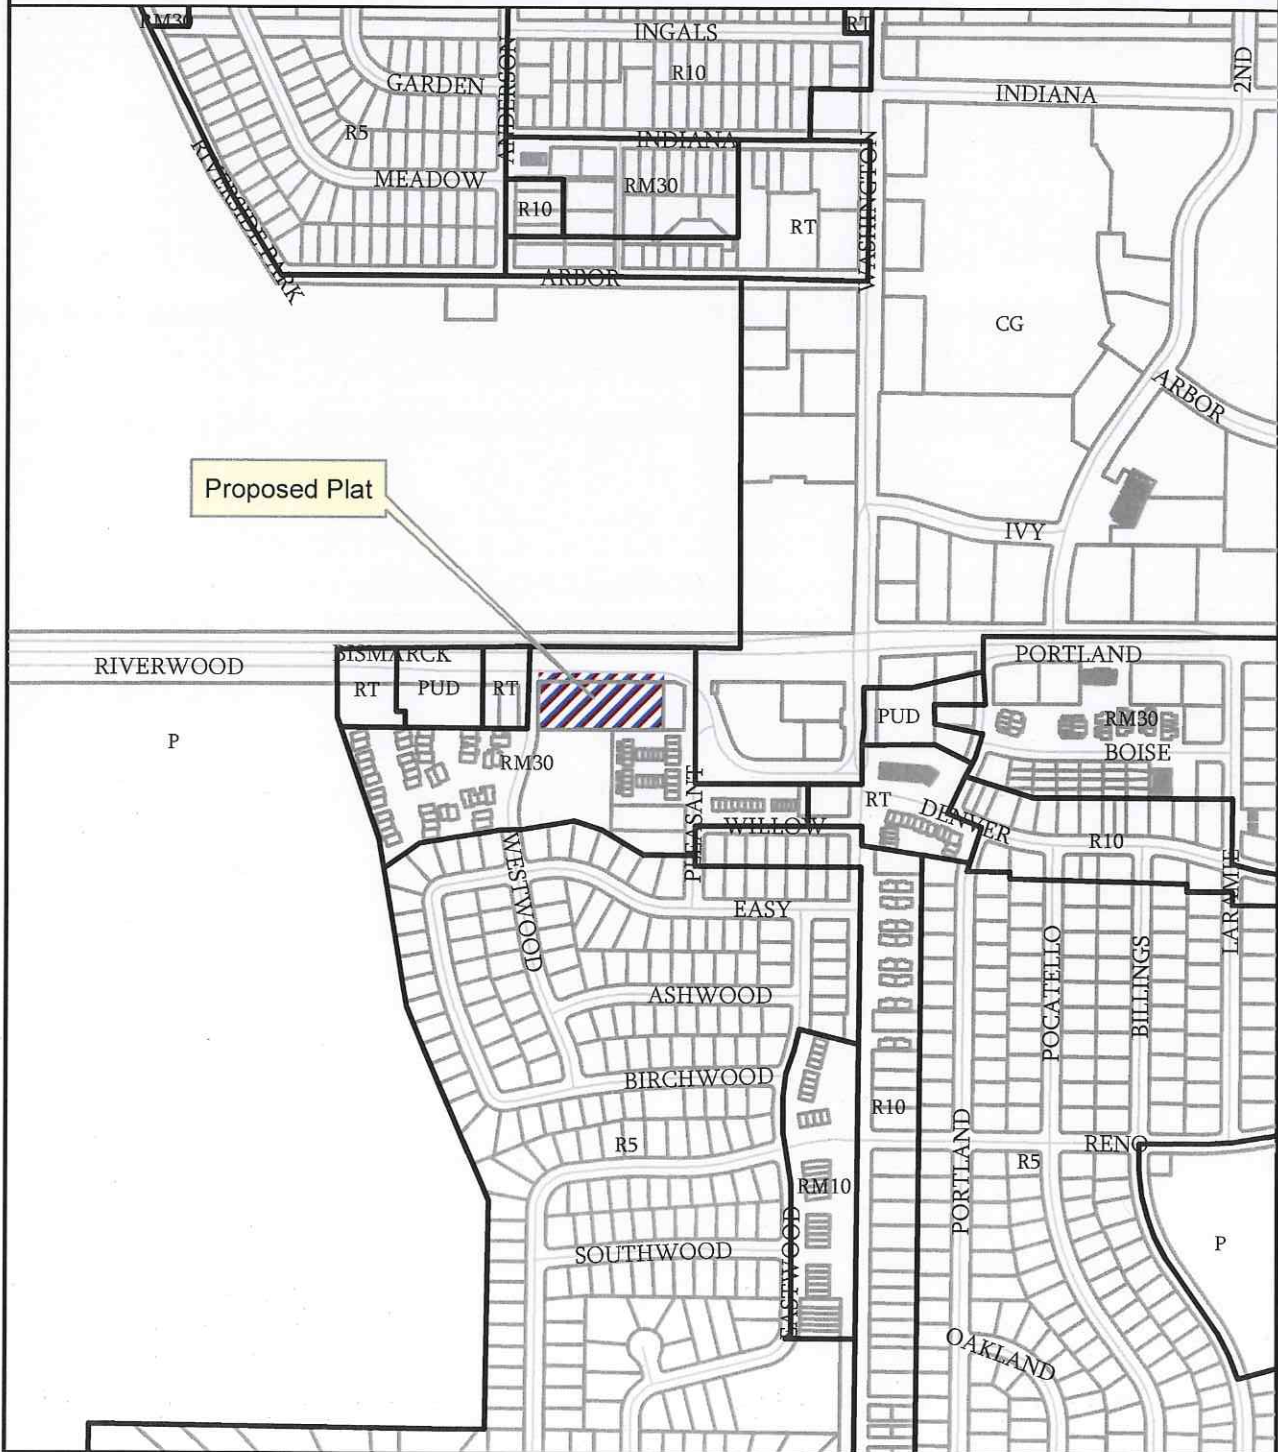 RM30
INGALS
RT
2ND
GARDEN
ANDERSON
R10
INDIANA
R5
INDIANA
RIVERSIDE PARK
MEADOW
RM30
WASHINGTON
R10
RT
ARBOR
CG
ARBOR
Proposed Plat
IVY
RIVERWOOD
BISMARCK
PORTLAND
RT
PUD
RT
PUD
RM30
P
RM30
BOISE
PLEASANT
RT
DENVER
WILLOW
R10
WESTWOOD
LARAMIE
EASY
POCATELLO
BILLINGS
ASHWOOD
BIRCHWOOD
R10
PORTLAND
R5
RENO
R5
RM10
EASTWOOD
SOUTHWOOD
P
OAKLAND